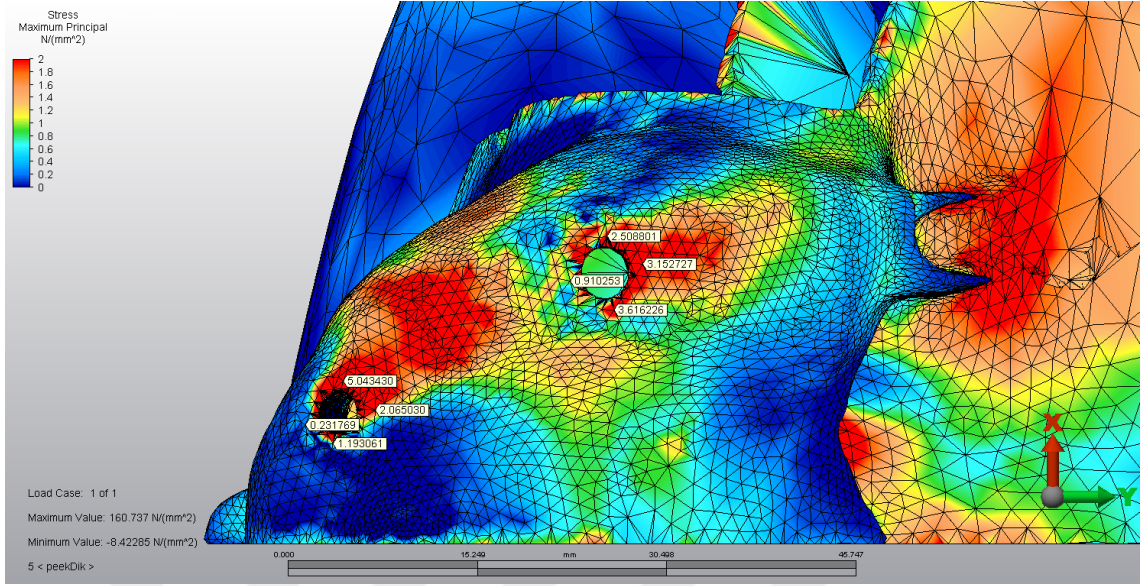 Stress
Maximum Principal
N/(mm^2)
2
1.8
1.6
1.4
1.2
1
0.8
0.6
0.4
0.2
0
2.508801
3.152727
0.910253
3.616226
5.043430
2.065030
0.231769
1.193061
X
Y
Load Case: 1 of 1
Maximum Value: 160.737 N/(mm^2)
Minimum Value: -8.42285 N/(mm^2)
5 < peekDik >
0.000 15.249 mm 30.498 45.747